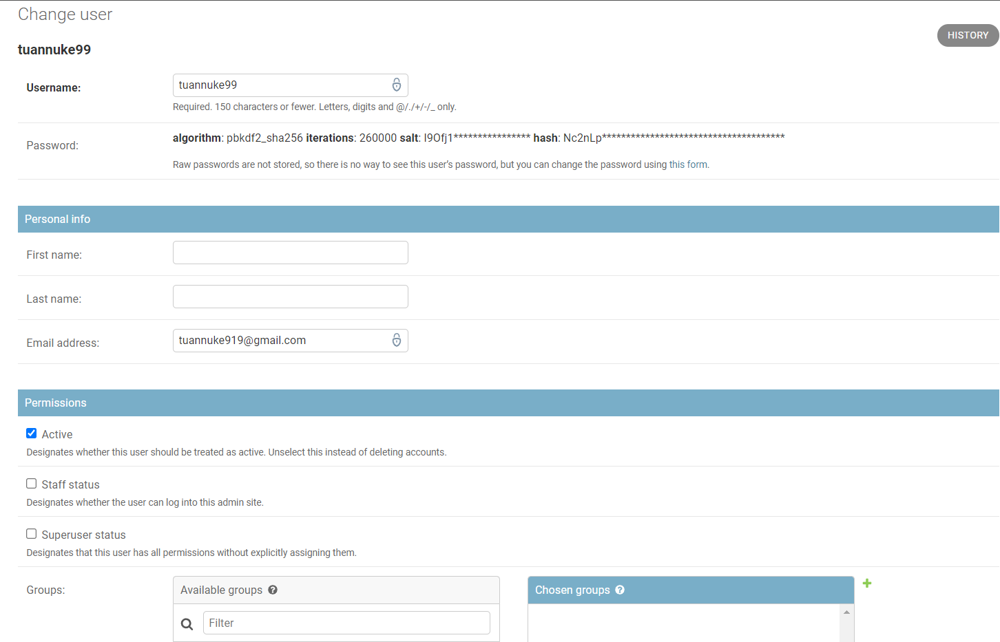 Change user
HISTORY
tuannuke99
Username:
tuannuke99
Required. 150 characters or fewer. Letters, digits and @/./+/-/_ only.
Password:
algorithm: pbkdf2_sha256 iterations: 260000 salt: I9Ofj1**************** hash: Nc2nLp**************************************
Raw passwords are not stored, so there is no way to see this user's password, but you can change the password using this form.
Personal info
First name:
Last name:
Email address:
tuannuke919@gmail.com
Permissions
Active
Designates whether this user should be treated as active. Unselect this instead of deleting accounts.
Staff status
Designates whether the user can log into this admin site.
Superuser status
Designates that this user has all permissions without explicitly assigning them.
Groups:
Available groups ?
Chosen groups ?
Filter